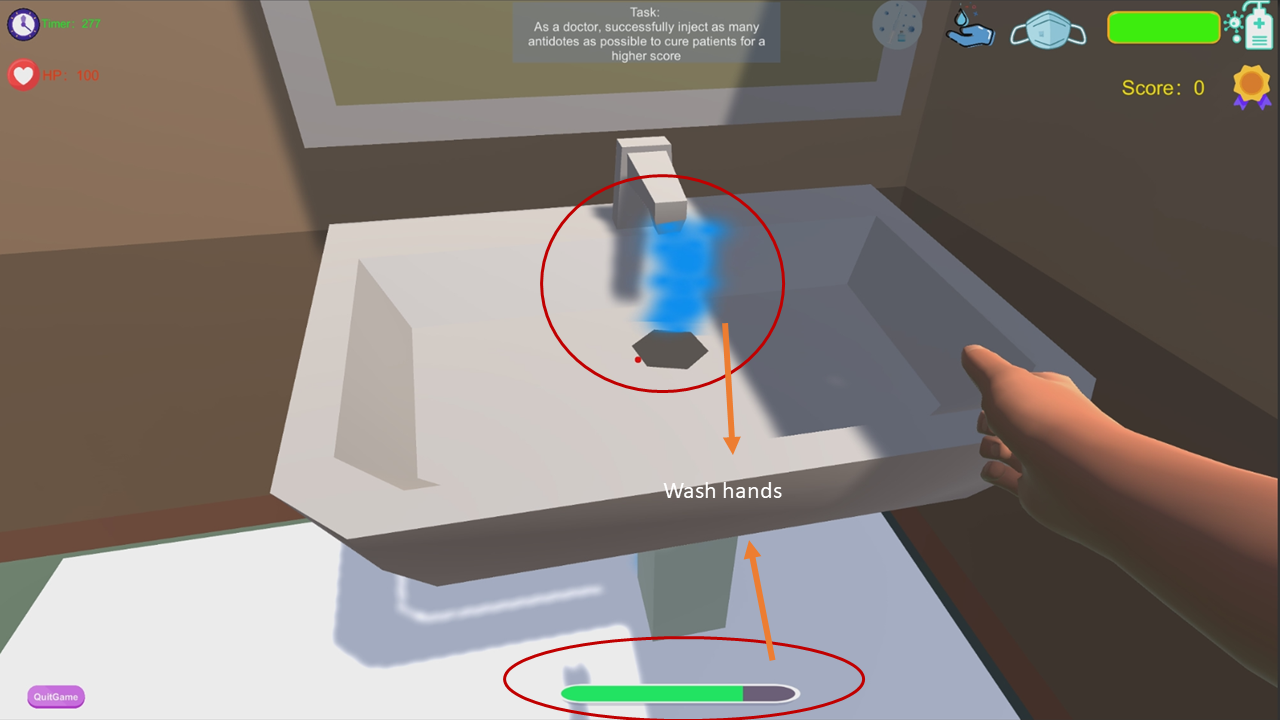 Timer: 277
Task:
As a doctor, successfully inject as many
antidotes as possible to cure patients for a
higher score
HP: 100
Score: 0
Wash hands
QuitGame